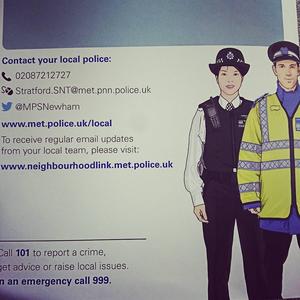 Contact your local police:
02087212727
Stratford.SNT@met.pnn.police.uk
@MPSNewham
www.met.police.uk/local
To receive regular email updates
from your local team, please visit:
www.neighbourhoodlink.met.police.uk
Call 101 to report a crime,
get advice or raise local issues.
In an emergency call 999.